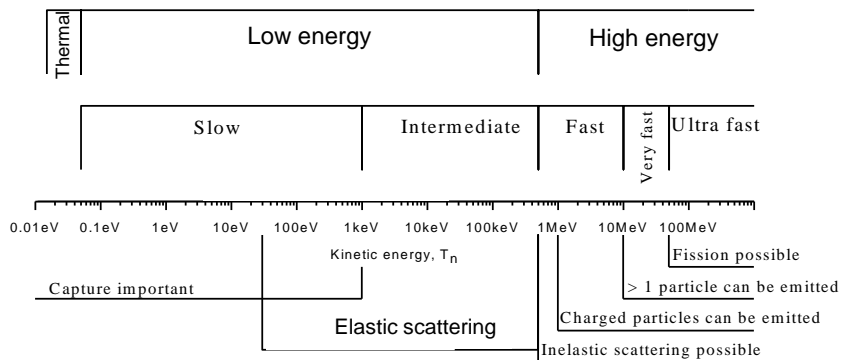 Thermal
Low energy
High energy
Slow
Intermediate
Fast
Very fast
Ultra fast
0.01eV 0.1eV 1eV 10eV 100eV 1keV 10keV 100keV 1MeV 10MeV 100MeV
Kinetic energy, Tn
Fission possible
Capture important
> 1 particle can be emitted
Elastic scattering
Charged particles can be emitted
Inelastic scattering possible